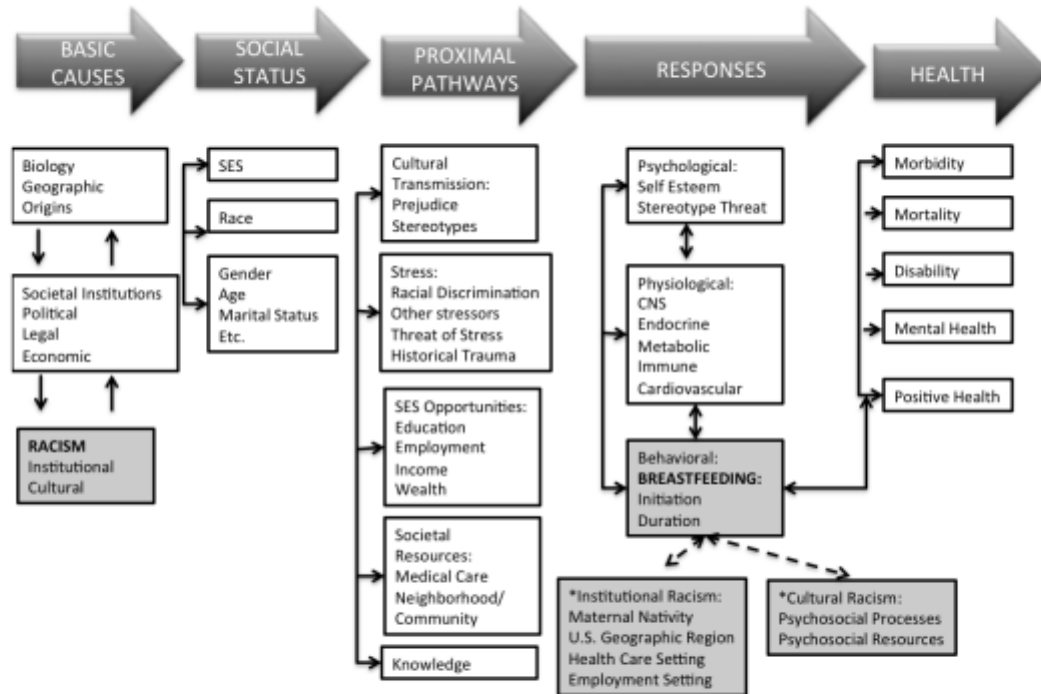 BASIC
CAUSES
SOCIAL
STATUS
PROXIMAL
PATHWAYS
RESPONSES
HEALTH
Biology
Geographic
Origins
Societal Institutions
Political
Legal
Economic
RACISM
Institutional
Cultural
SES
Race
Gender
Age
Marital Status
Etc.
Cultural
Transmission:
Prejudice
Stereotypes
Stress:
Racial Discrimination
Other stressors
Threat of Stress
Historical Trauma
SES Opportunities:
Education
Employment
Income
Wealth
Societal
Resources:
Medical Care
Neighborhood/
Community
Knowledge
Psychological:
Self Esteem
Stereotype Threat
Physiological:
CNS
Endocrine
Metabolic
Immune
Cardiovascular
Behavioral:
BREASTFEEDING:
Initiation
Duration
*Institutional Racism:
Maternal Nativity
U.S. Geographic Region
Health Care Setting
Employment Setting
*Cultural Racism:
Psychosocial Processes
Psychosocial Resources
Morbidity
Mortality
Disability
Mental Health
Positive Health